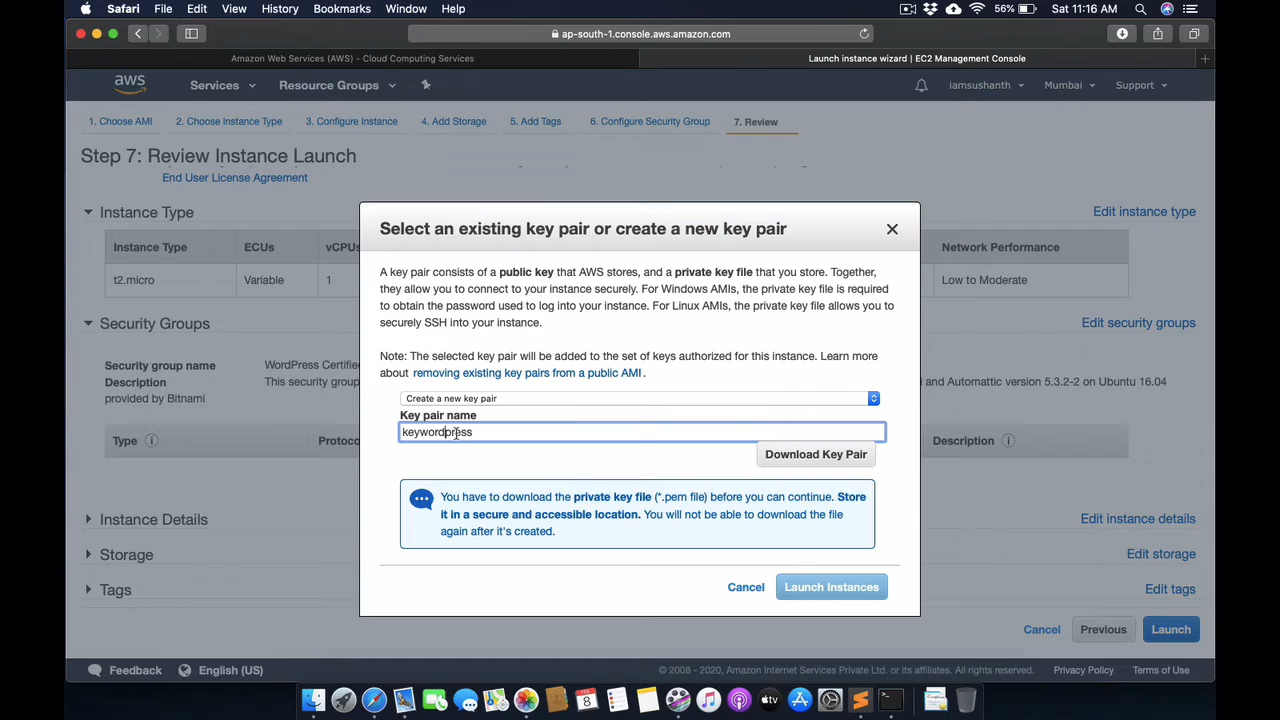 Safari File Edit View History Bookmarks Window Help 56% Sat 11:16 AM
ap-south-1.console.aws.amazon.com
Amazon Web Services (AWS) - Cloud Computing Services
Launch instance wizard | EC2 Management Console
aws Services Resource Groups iamsushanth Mumbai Support
1. Choose AMI 2. Choose Instance Type 3. Configure Instance 4. Add Storage 5. Add Tags 6. Configure Security Group 7. Review
Step 7: Review Instance Launch
End User License Agreement
Instance Type
Edit instance type
Instance Type ECUs vCPUs Network Performance
t2.micro Variable 1 Low to Moderate
Security Groups
Edit security groups
Security group name WordPress Certified
Description This security group and Automattic version 5.3.2-2 on Ubuntu 16.04
provided by Bitnami
Type Protoco Description
Instance Details
Edit instance details
Storage
Edit storage
Tags
Edit tags
Cancel Previous Launch
Select an existing key pair or create a new key pair
A key pair consists of a public key that AWS stores, and a private key file that you store. Together,
they allow you to connect to your instance securely. For Windows AMIs, the private key file is required
to obtain the password used to log into your instance. For Linux AMIs, the private key file allows you to
securely SSH into your instance.
Note: The selected key pair will be added to the set of keys authorized for this instance. Learn more
about removing existing key pairs from a public AMI.
Create a new key pair
Key pair name
keywordpress
Download Key Pair
You have to download the private key file (*.pem file) before you can continue. Store
it in a secure and accessible location. You will not be able to download the file
again after it's created.
Cancel Launch Instances
Feedback English (US) © 2008 - 2020, Amazon Internet Services Private Ltd. or its affiliates. All rights reserved. Privacy Policy Terms of Use
FEB
8